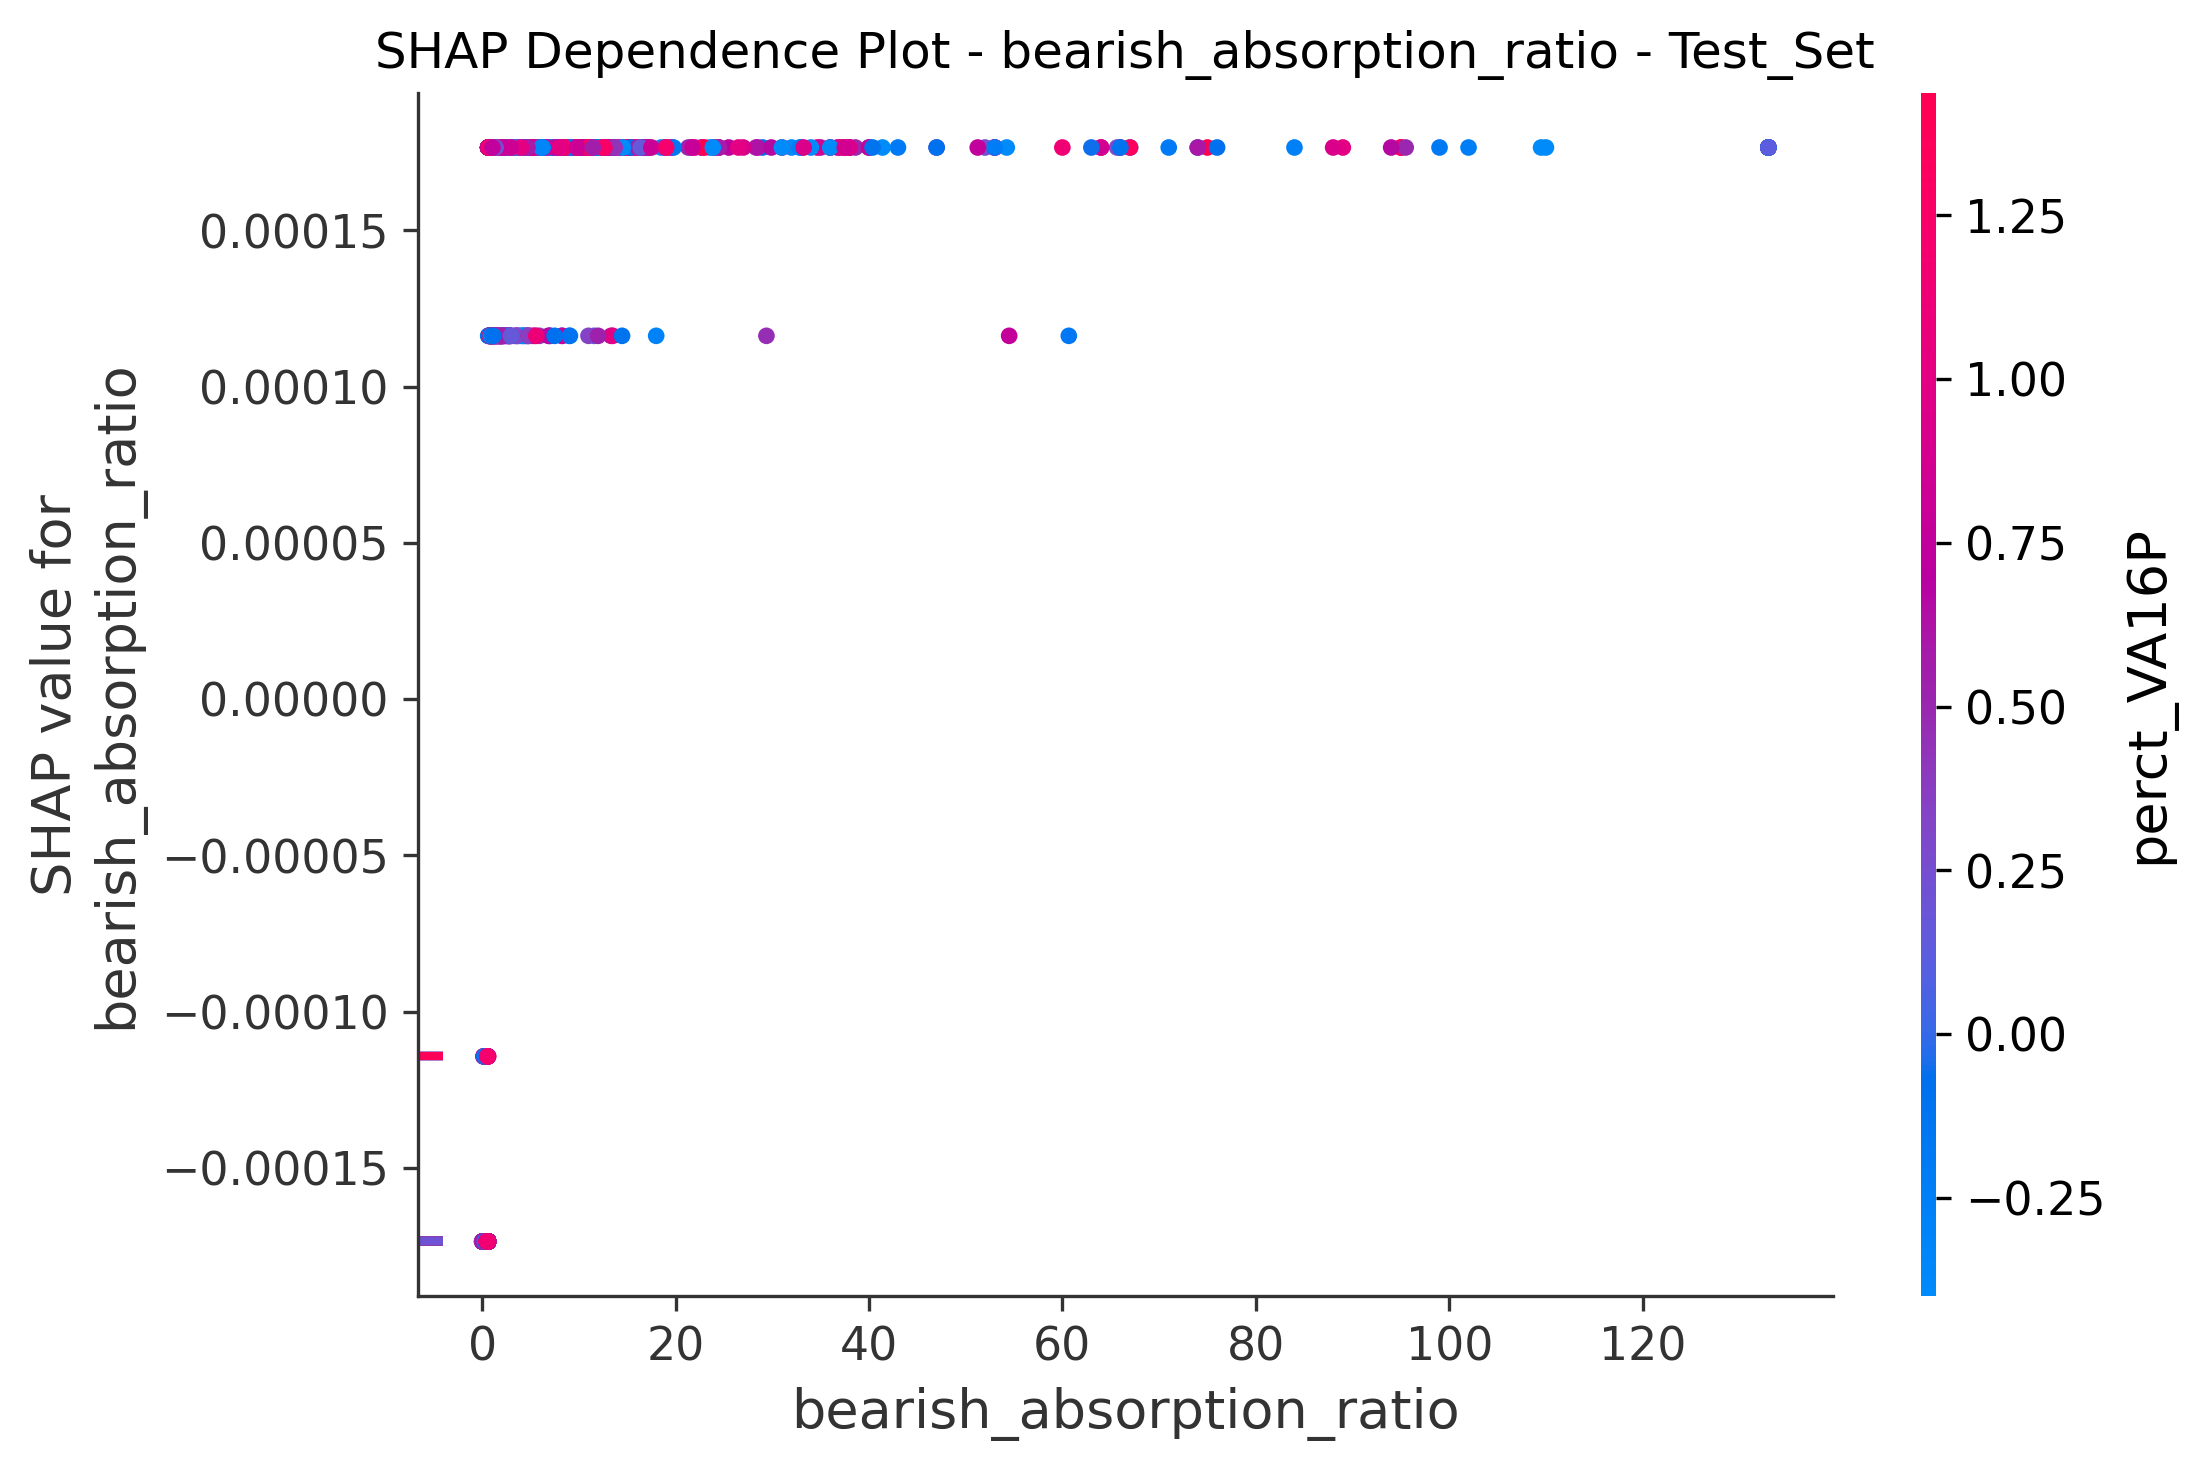 SHAP Dependence Plot - bearish_absorption_ratio - Test_Set
SHAP value for
bearish_absorption_ratio
0.00015
0.00010
0.00005
0.00000
−0.00005
−0.00010
−0.00015
0 20 40 60 80 100 120
bearish_absorption_ratio
1.25
1.00
0.75
0.50
0.25
0.00
−0.25
perct_VA16P